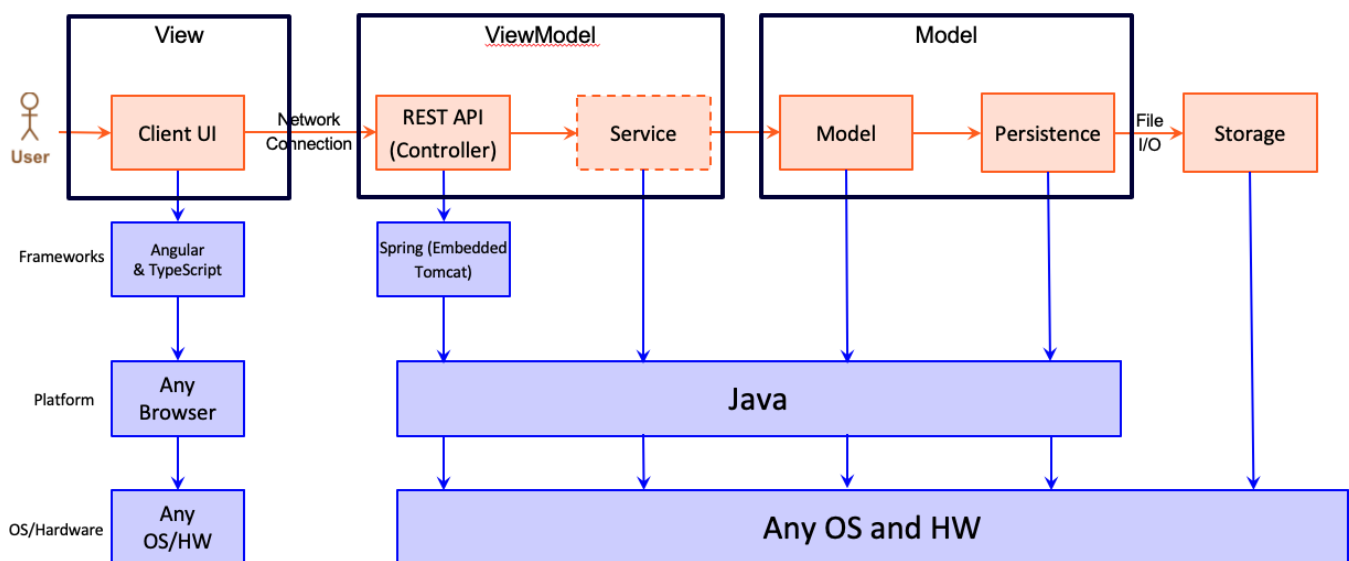 View
ViewModel
Model
User
Client UI
Network
Connection
REST API
(Controller)
Service
Model
Persistence
File
I/O
Storage
Frameworks
Angular
& TypeScript
Spring (Embedded
Tomcat)
Platform
Any
Browser
Java
OS/Hardware
Any
OS/HW
Any OS and HW